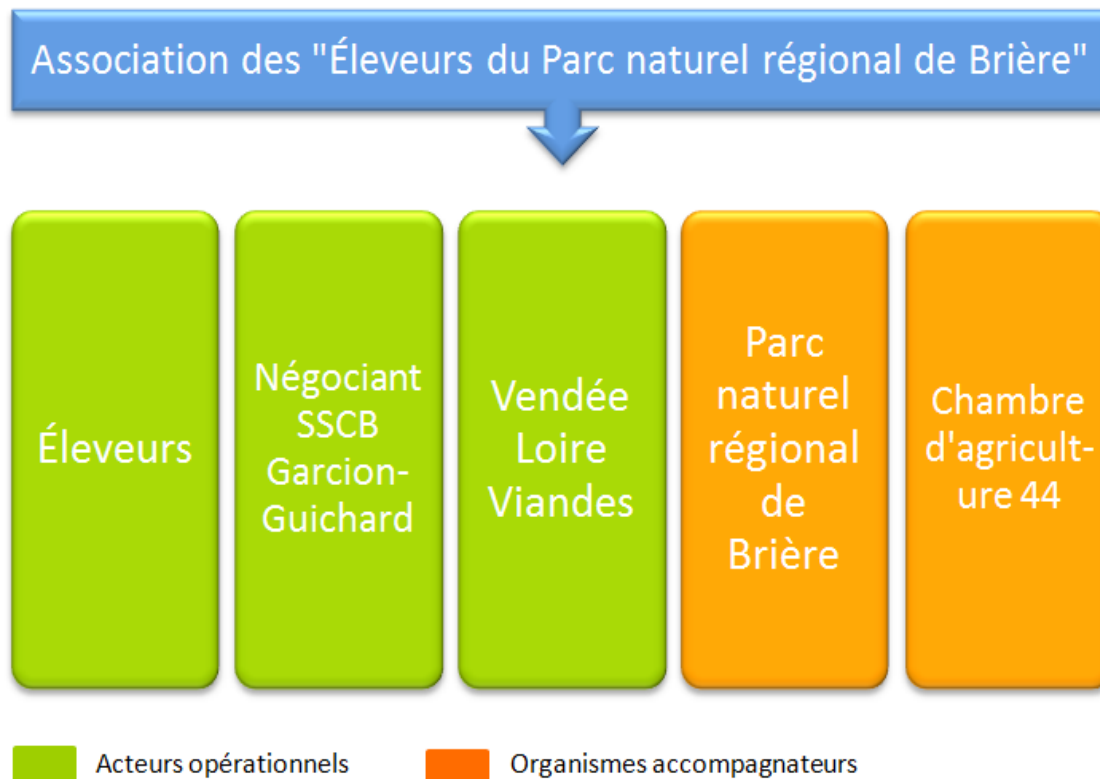 Association des "Éleveurs du Parc naturel régional de Brière"
Éleveurs
Négociant
SSCB
Garcion-
Guichard
Vendée
Loire
Viandes
Parc
naturel
régional
de
Brière
Chambre
d'agricult-
ure 44
Acteurs opérationnels
Organismes accompagnateurs